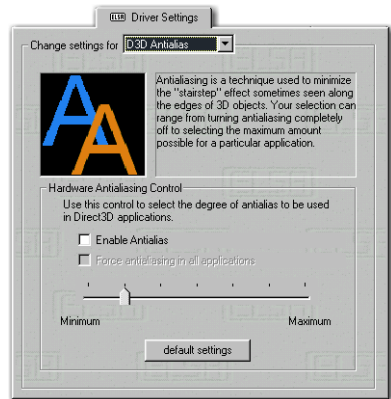 ELSA Driver Settings
Change settings for D3D Antialias
AA
Antialiasing is a technique used to minimize
the "stairstep" effect sometimes seen along
the edges of 3D objects. Your selection can
range from turning antialiasing completely
off to selecting the maximum amount
possible for a particular application.
Hardware Antialiasing Control
Use this control to select the degree of antialias to be used
in Direct3D applications.
Enable Antialias
Force antialiasing in all applications
Minimum Maximum
default settings